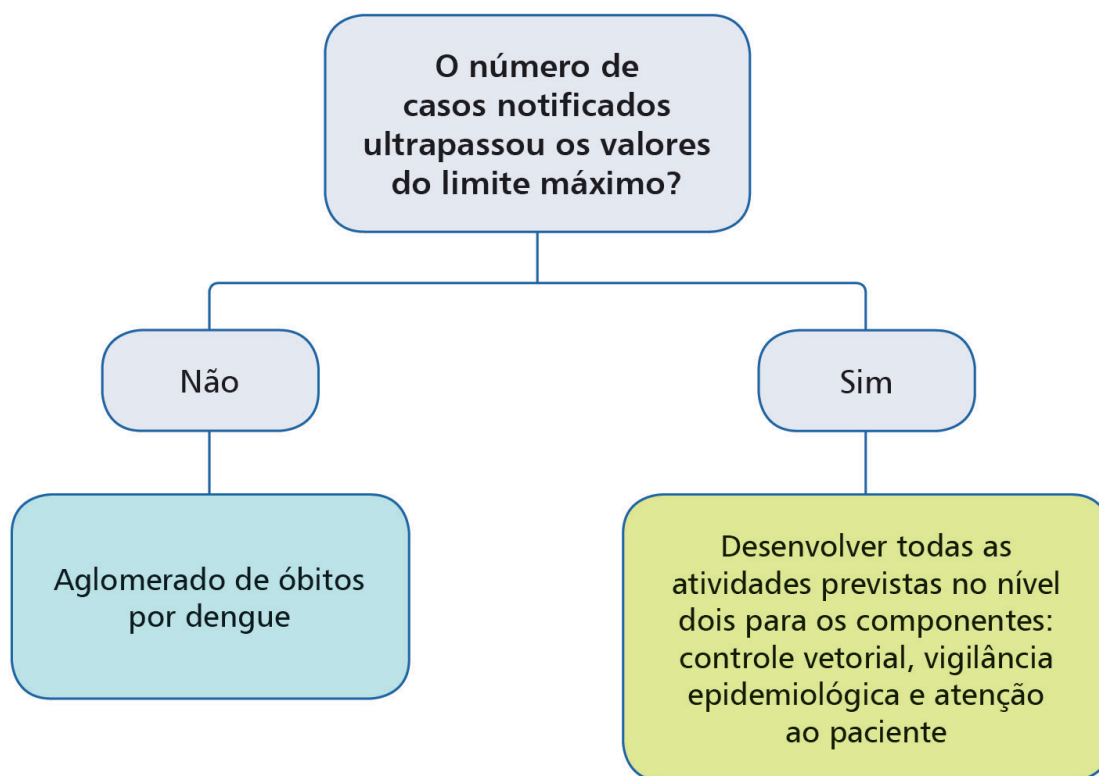 O número de
casos notificados
ultrapassou os valores
do limite máximo?
Não
Sim
Aglomerado de óbitos
por dengue
Desenvolver todas as
atividades previstas no nível
dois para os componentes:
controle vetorial, vigilância
epidemiológica e atenção
ao paciente